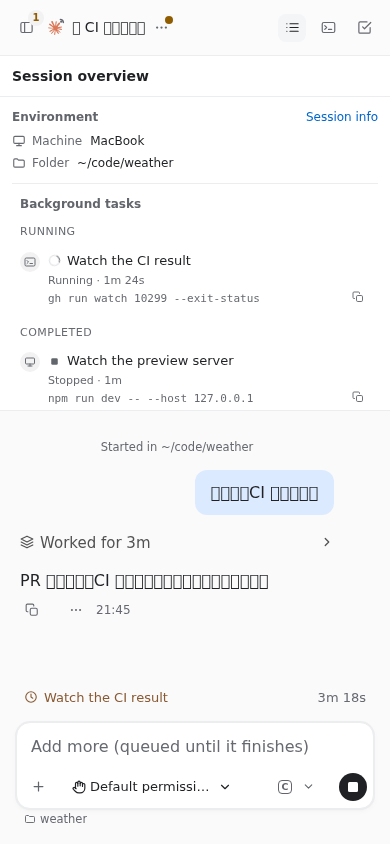 1
CI
Session overview
Environment
Session info
Machine MacBook
Folder ~/code/weather
Background tasks
RUNNING
Watch the CI result
Running · 1m 24s
gh run watch 10299 --exit-status
COMPLETED
Watch the preview server
Stopped · 1m
npm run dev -- --host 127.0.0.1
Started in ~/code/weather
CI
Worked for 3m
PR CI
21:45
Watch the CI result
3m 18s
Add more (queued until it finishes)
Default permissi...
C
weather